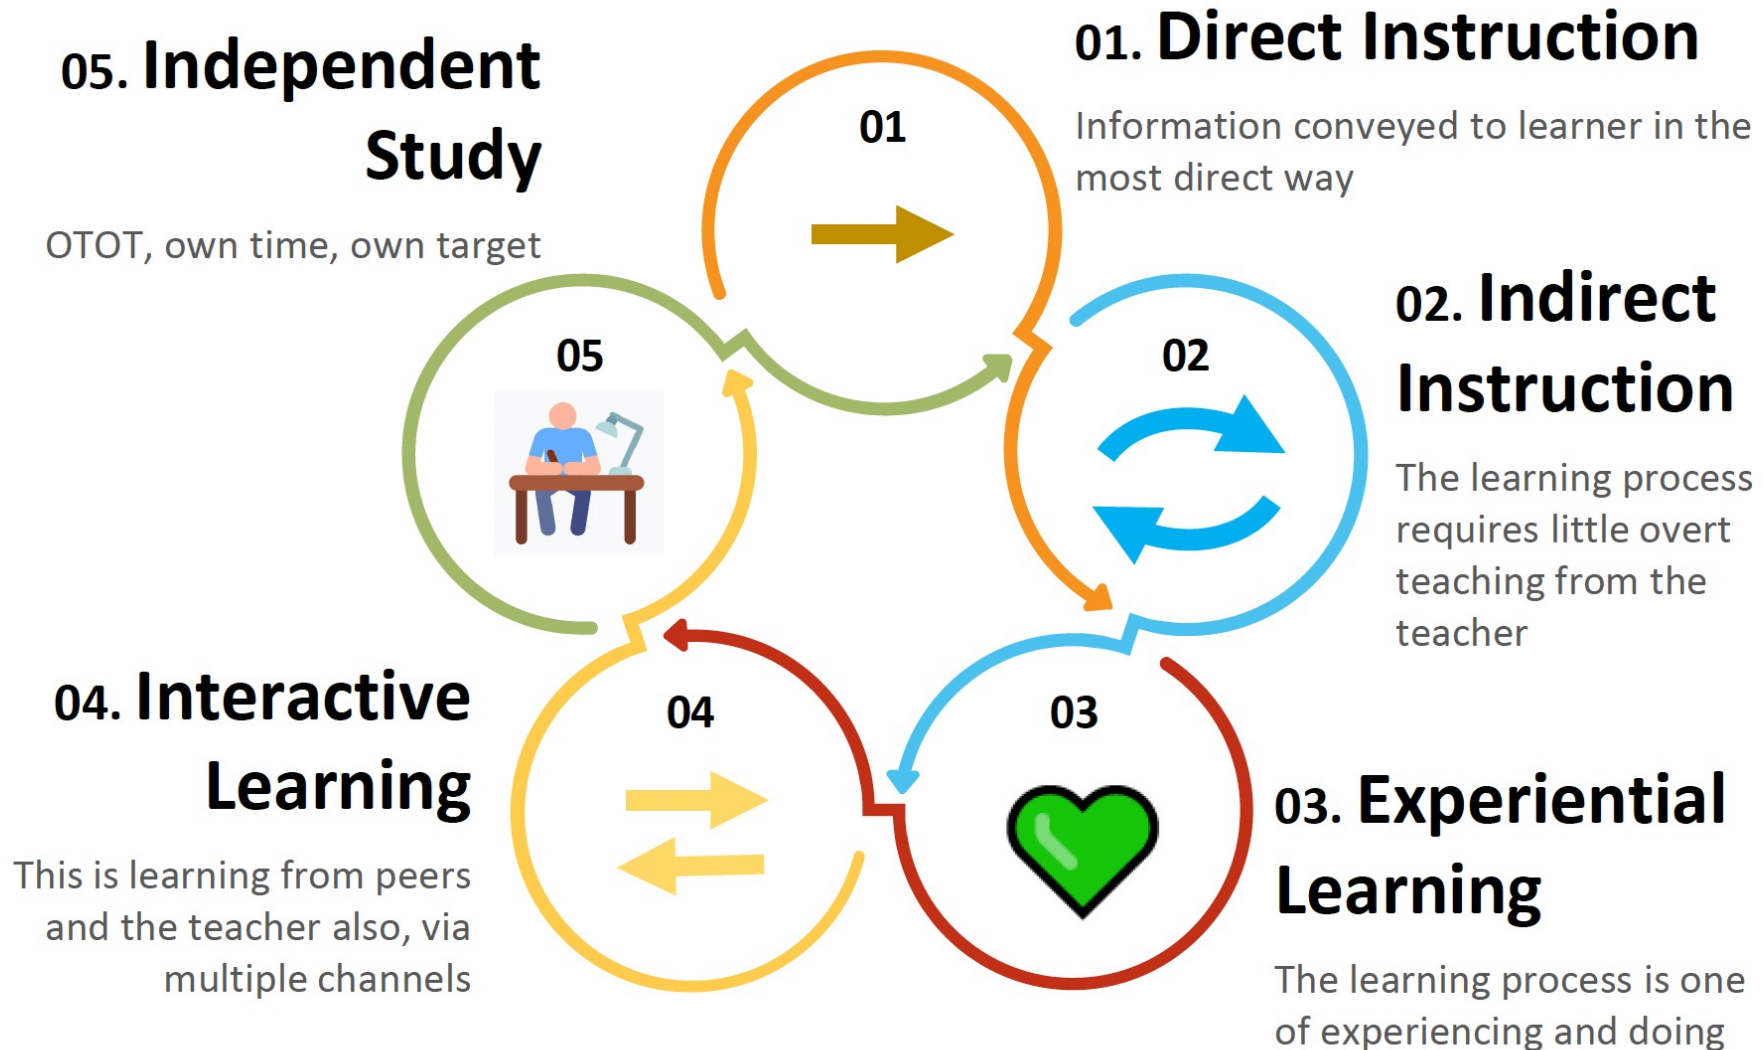 01. Direct Instruction
Information conveyed to learner in the
most direct way
02. Indirect
Instruction
The learning process
requires little overt
teaching from the
teacher
03. Experiential
Learning
The learning process is one
of experiencing and doing
04. Interactive
Learning
This is learning from peers
and the teacher also, via
multiple channels
05. Independent
Study
OTOT, own time, own target
01
02
03
04
05